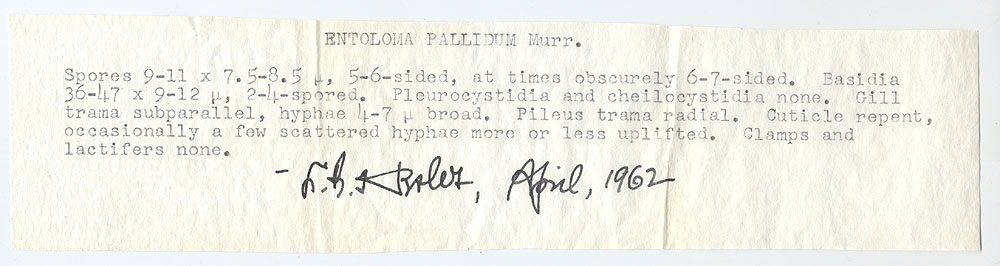 ENTOLOMA PALLIDUM Murr.
Spores 9-11 x 7.5-8.5 µ, 5-6-sided, at times obscurely 6-7-sided. Basidia
36-47 x 9-12 µ, 2-4-spored. Pleurocystidia and cheilocystidia none. Gill
trama subparallel, hyphae 4-7 µ broad. Pileus trama radial. Cuticle repent,
occasionally a few scattered hyphae more or less uplifted. Clamps and
lactifers none.
April, 1962